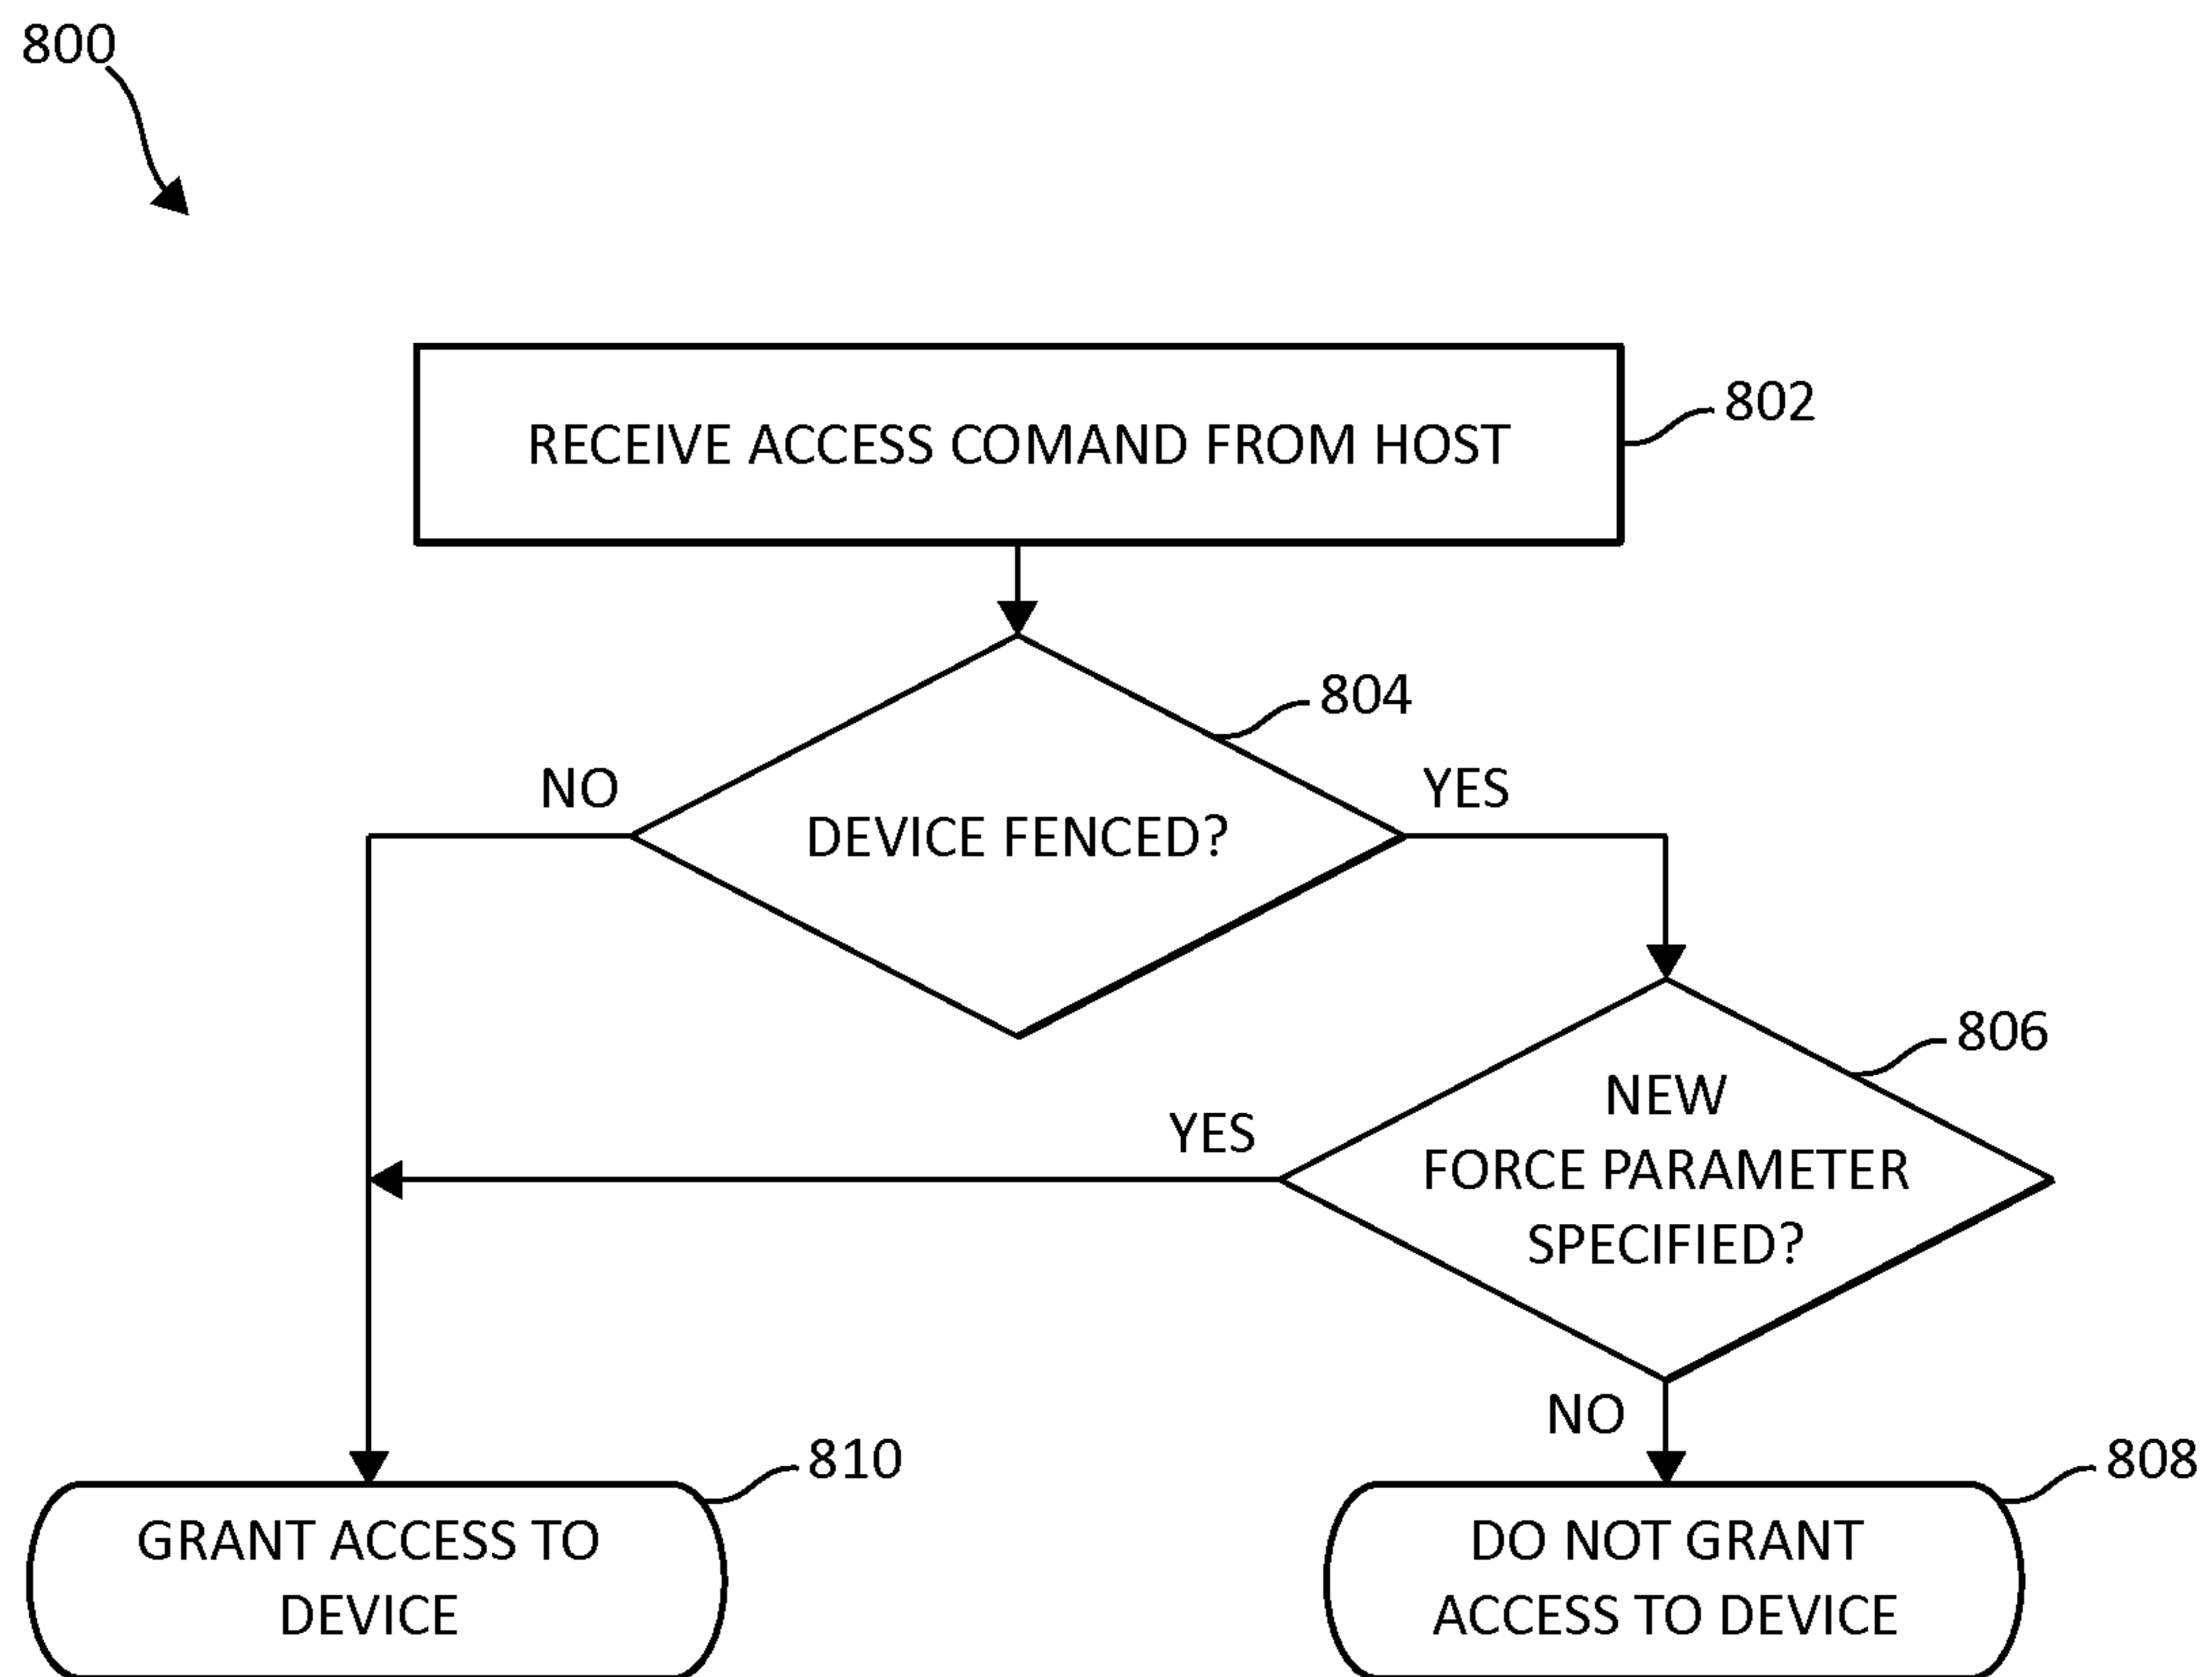 800
RECEIVE ACCESS COMAND FROM HOST
802
804
NO
YES
DEVICE FENCED?
806
NEW
FORCE PARAMETER
SPECIFIED?
YES
NO
810
808
GRANT ACCESS TO
DEVICE
DO NOT GRANT
ACCESS TO DEVICE